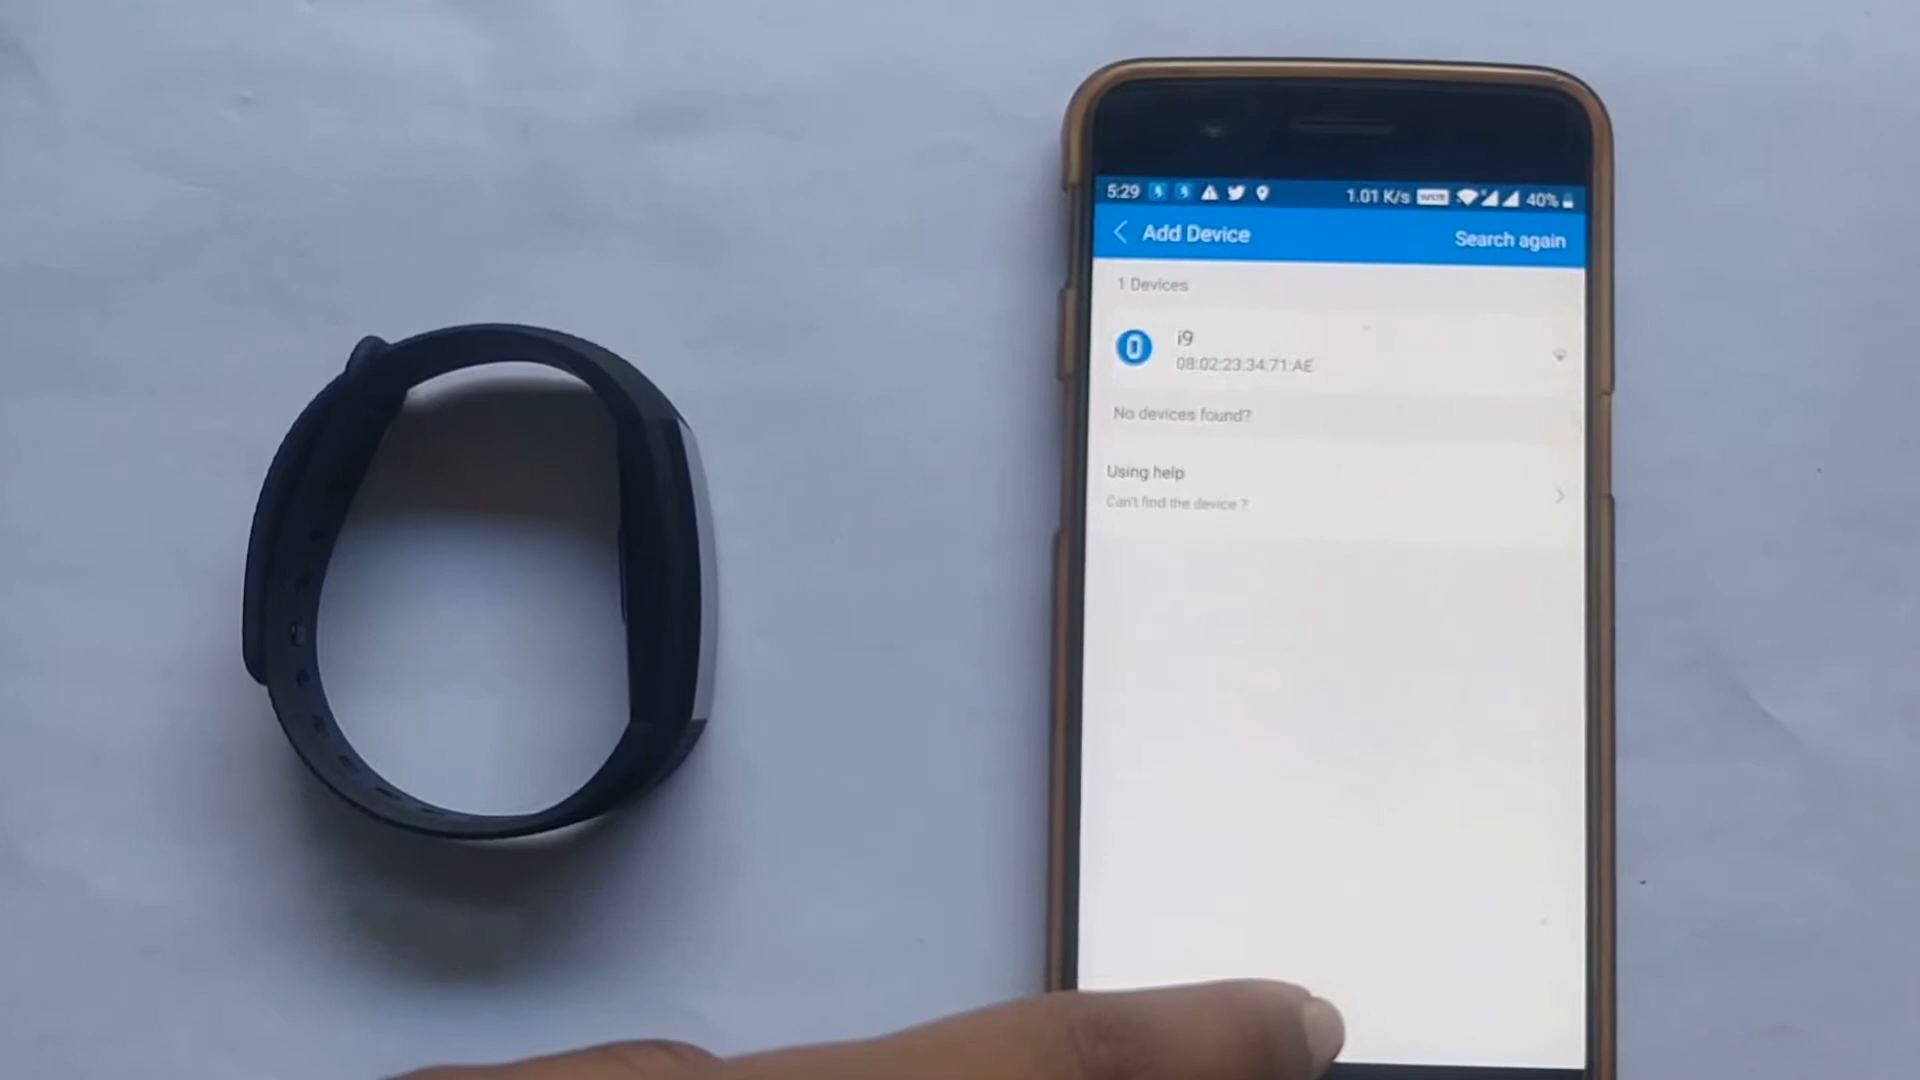 5:29 1.01 K/s 40%
Add Device
Search again
1 Devices
i9
08:02:23:34:71:AE
No devices found?
Using help
Can't find the device ?